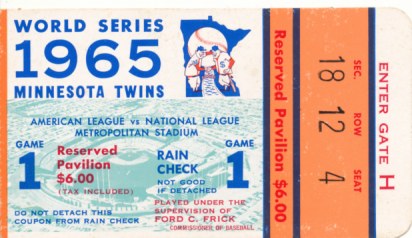 WORLD SERIES
1965
MINNESOTA TWINS
AMERICAN LEAGUE vs NATIONAL LEAGUE
METROPOLITAN STADIUM
GAME
1
Reserved
Pavilion
$6.00
(TAX INCLUDED)
RAIN
CHECK
NOT GOOD
IF DETACHED
GAME
1
DO NOT DETACH THIS
COUPON FROM RAIN CHECK
PLAYED UNDER THE
SUPERVISION OF
FORD C. FRICK
COMMISSIONER OF BASEBALL
Reserved Pavilion $6.00
SEC. ROW SEAT
18 12 4
ENTER GATE H